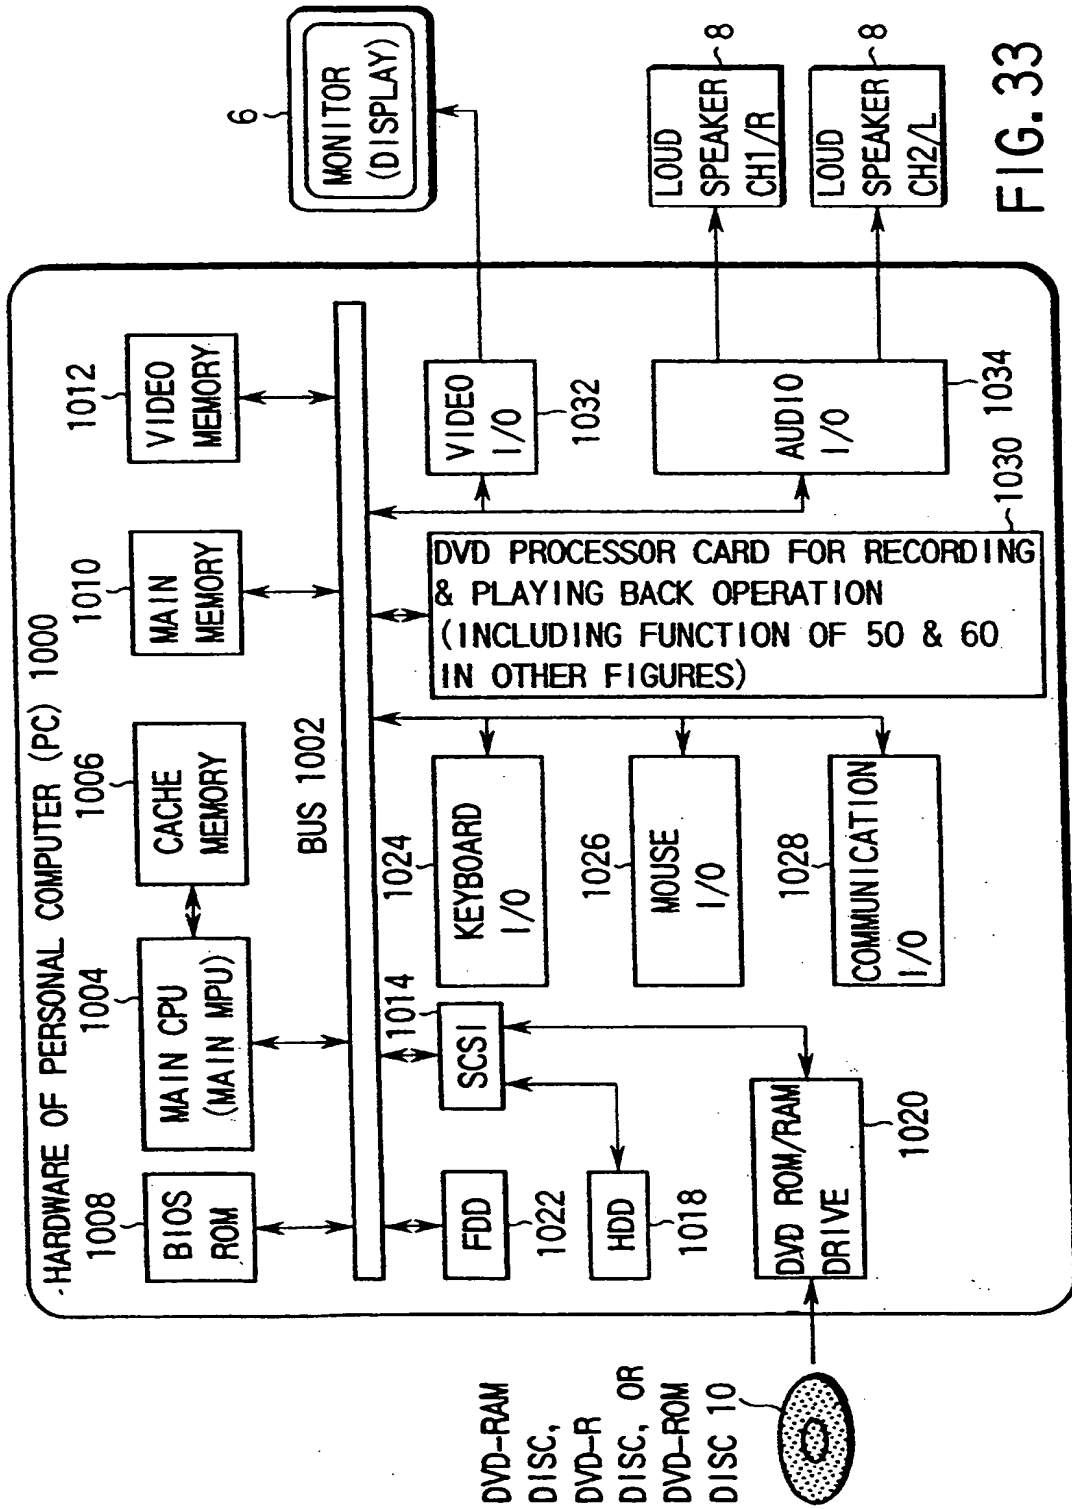 HARDWARE OF PERSONAL COMPUTER (PC) 1000
1008
BIOS
ROM
1004
MAIN CPU
(MAIN MPU)
1006
CACHE
MEMORY
1010
MAIN
MEMORY
1012
VIDEO
MEMORY
6
MONITOR
(DISPLAY)
BUS 1002
FDD
1022
HDD
1018
1014
SCSI
DVD ROM/RAM
DRIVE
1020
1024
KEYBOARD
I/O
1026
MOUSE
I/O
1028
COMMUNICATION
I/O
DVD PROCESSOR CARD FOR RECORDING
& PLAYING BACK OPERATION
(INCLUDING FUNCTION OF 50 & 60
IN OTHER FIGURES)
1030
VIDEO
I/O
1032
AUDIO
I/O
1034
LOUD
SPEAKER
CH1/R
8
LOUD
SPEAKER
CH2/L
8
DVD-RAM
DISC,
DVD-R
DISC, OR
DVD-ROM
DISC 10
FIG. 33